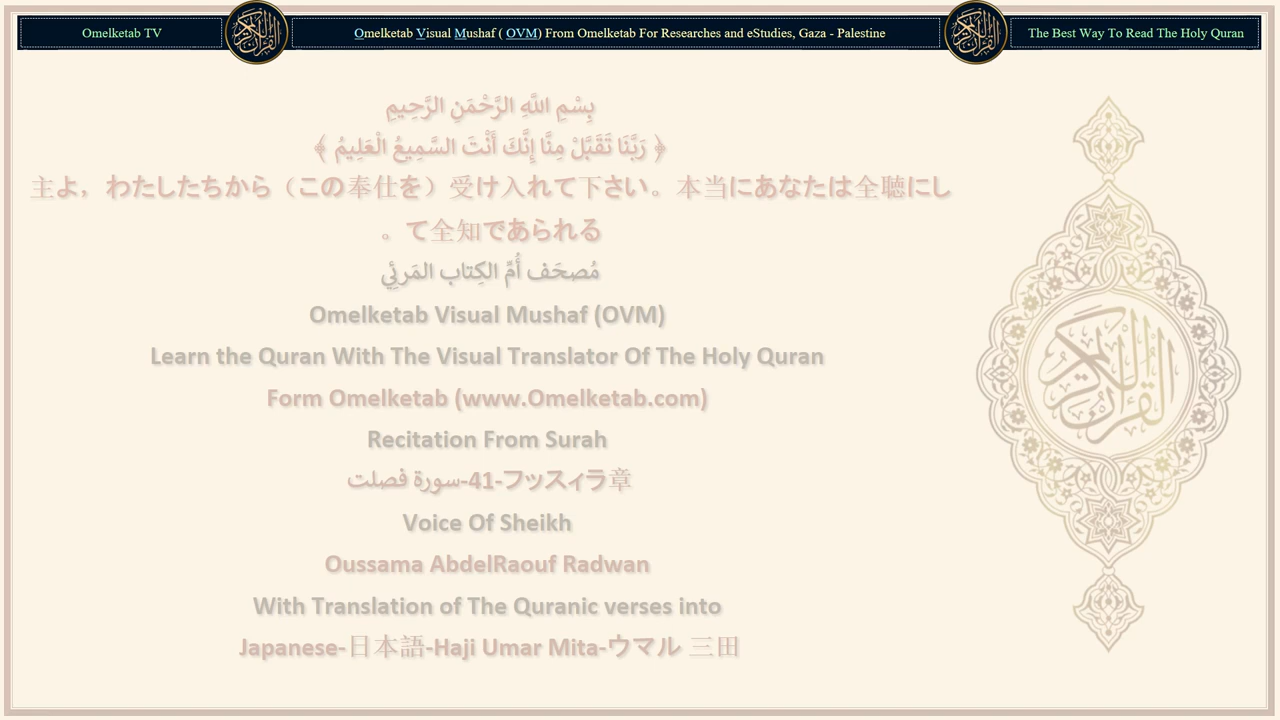 Omelketab TV
Omelketab Visual Mushaf ( OVM) From Omelketab For Researches and eStudies, Gaza - Palestine
The Best Way To Read The Holy Quran
بِسْمِ اللَّهِ الرَّحْمَنِ الرَّحِيمِ
﴿ رَبَّنَا تَقَبَّلْ مِنَّا إِنَّكَ أَنْتَ السَّمِيعُ الْعَلِيمُ ﴾
主よ，わたしたちから（この奉仕を）受け入れて下さい。本当にあなたは全聴にし
て全知であられる。
مُصحَف أُمّ الكِتاب المَرئِي
Omelketab Visual Mushaf (OVM)
Learn the Quran With The Visual Translator Of The Holy Quran
Form Omelketab (www.Omelketab.com)
Recitation From Surah
سورة فصلت-41-フッスィラ章
Voice Of Sheikh
Oussama AbdelRaouf Radwan
With Translation of The Quranic verses into
Japanese-日本語-Haji Umar Mita-ウマル 三田
القرآن الكريم